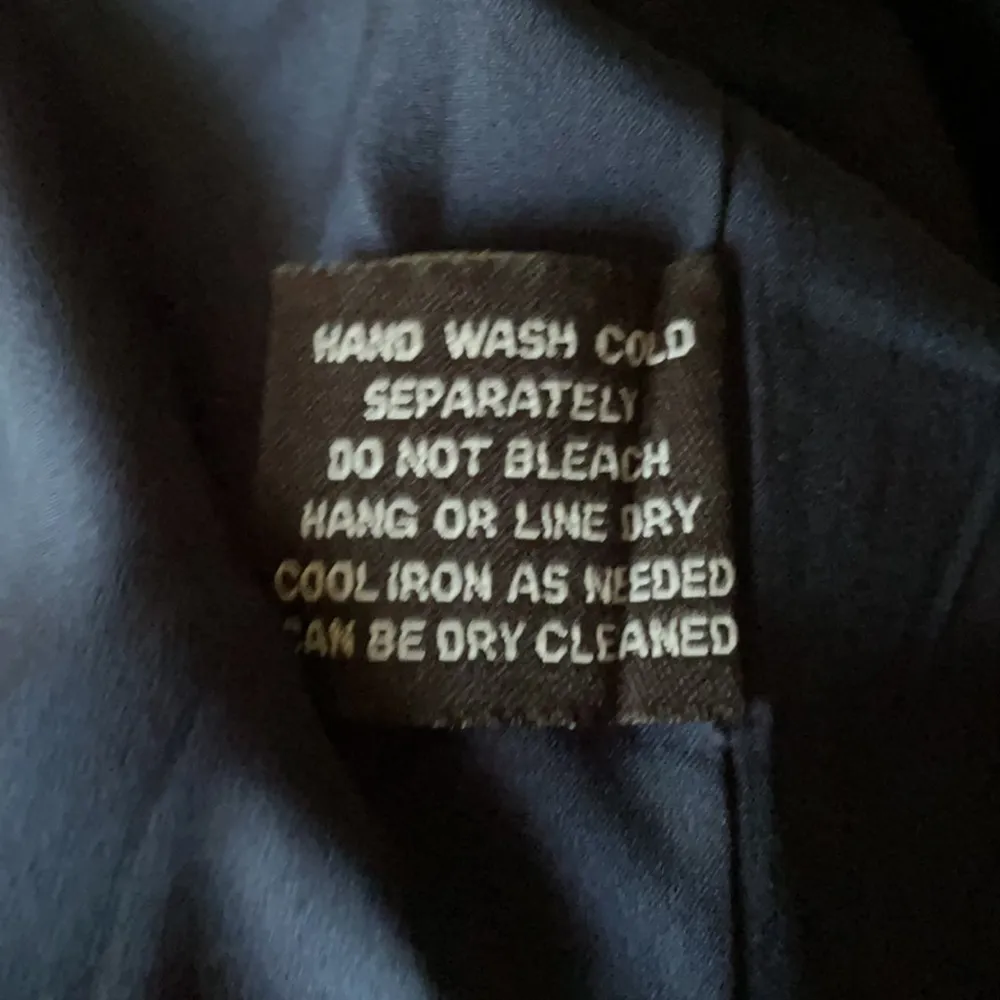 HAND WASH COLD
SEPARATELY
DO NOT BLEACH
HANG OR LINE DRY
COOL IRON AS NEEDED
CAN BE DRY CLEANED